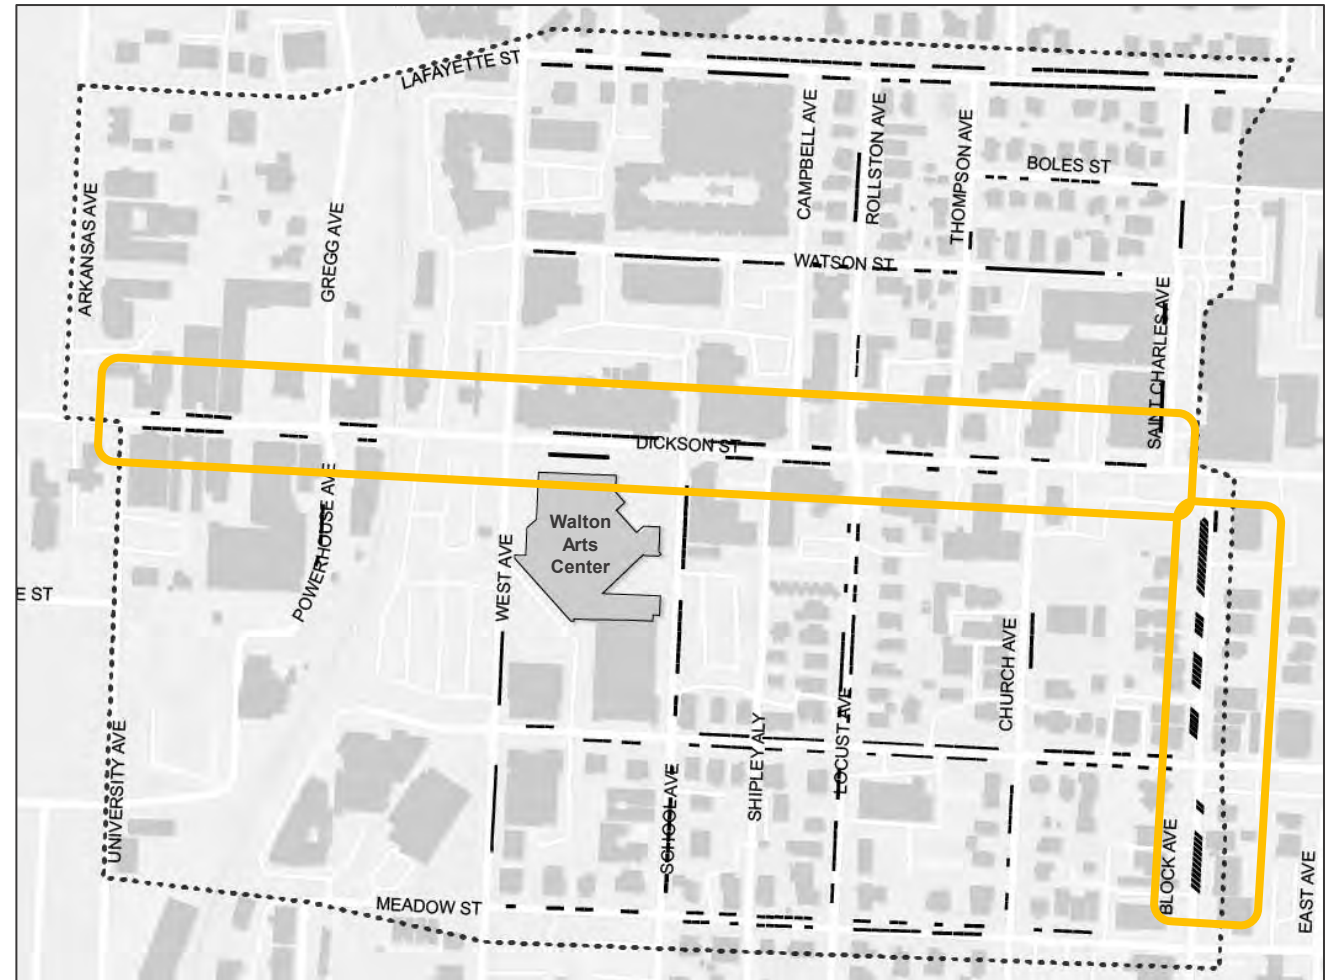 LAFAYETTE ST
CAMPBELL AVE
ROLLSTON AVE
THOMPSON AVE
BOLES ST
ARKANSAS AVE
GREGG AVE
WATSON ST
SAINT CHARLES AVE
DICKSON ST
POWERHOUSE AVE
WEST AVE
Walton
Arts
Center
E ST
CHURCH AVE
UNIVERSITY AVE
SCHOOL AVE
SHIPLEY ALY
LOCUST AVE
BLOCK AVE
EAST AVE
MEADOW ST